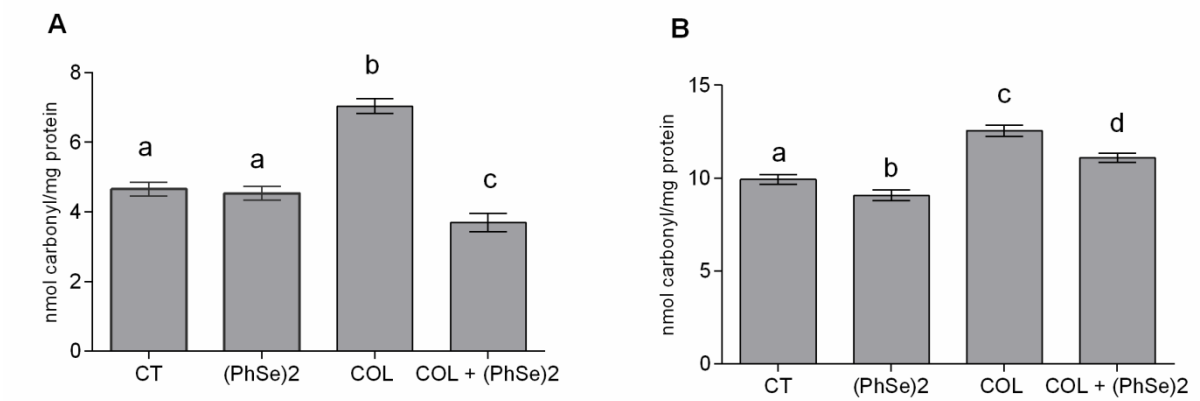 A
nmol carbonyl/mg protein
8
6
4
2
0
a
a
b
c
CT
(PhSe)2
COL
COL + (PhSe)2
B
nmol carbonyl/mg protein
15
10
5
0
a
b
c
d
CT
(PhSe)2
COL
COL + (PhSe)2